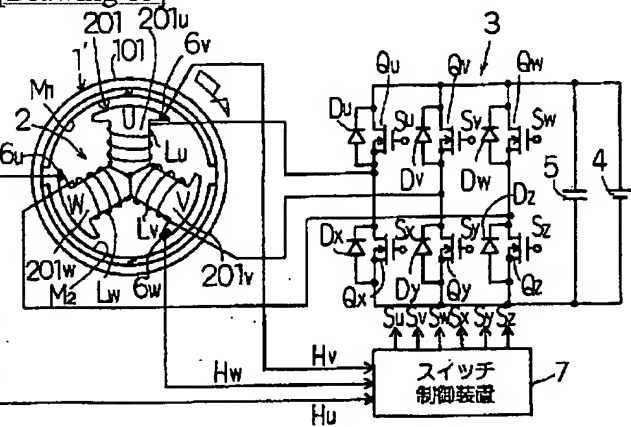 201
201u
6v
1'
101
M1
2
U
Lu
6u
W
V
Lv
201w
M2
Lw
6w
201v
3
Qu
Qv
Qw
Du
Su
Sv
Sw
Dv
Dw
Dz
5
4
Dx
Sx
Sy
Sz
Qx
Dy
Qy
Qz
Su Sv Sw Sx Sy Sz
Hv
Hw
Hu
スイッチ
制御装置
7